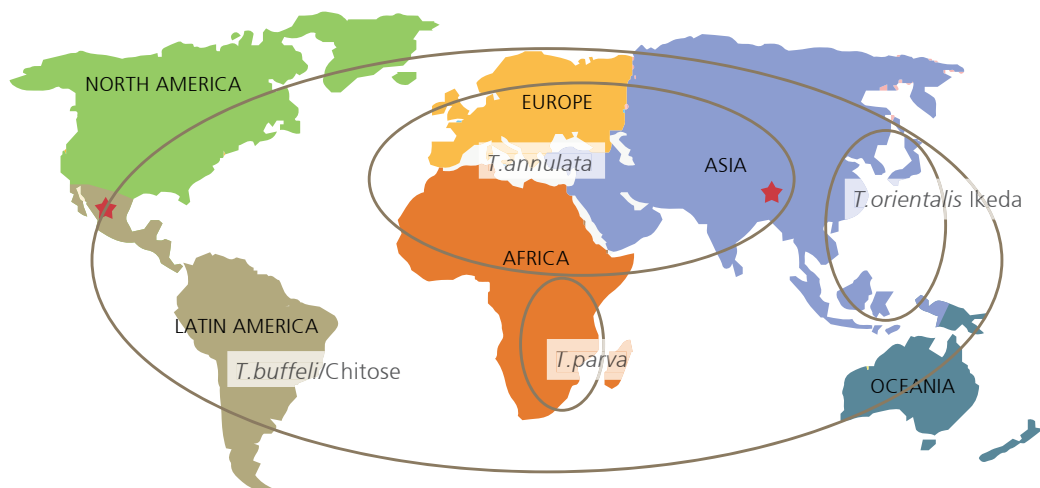 NORTH AMERICA
EUROPE
T.annulata
ASIA
T.orientalis Ikeda
AFRICA
LATIN AMERICA
T.buffeli/Chitose
T.parva
OCEANIA